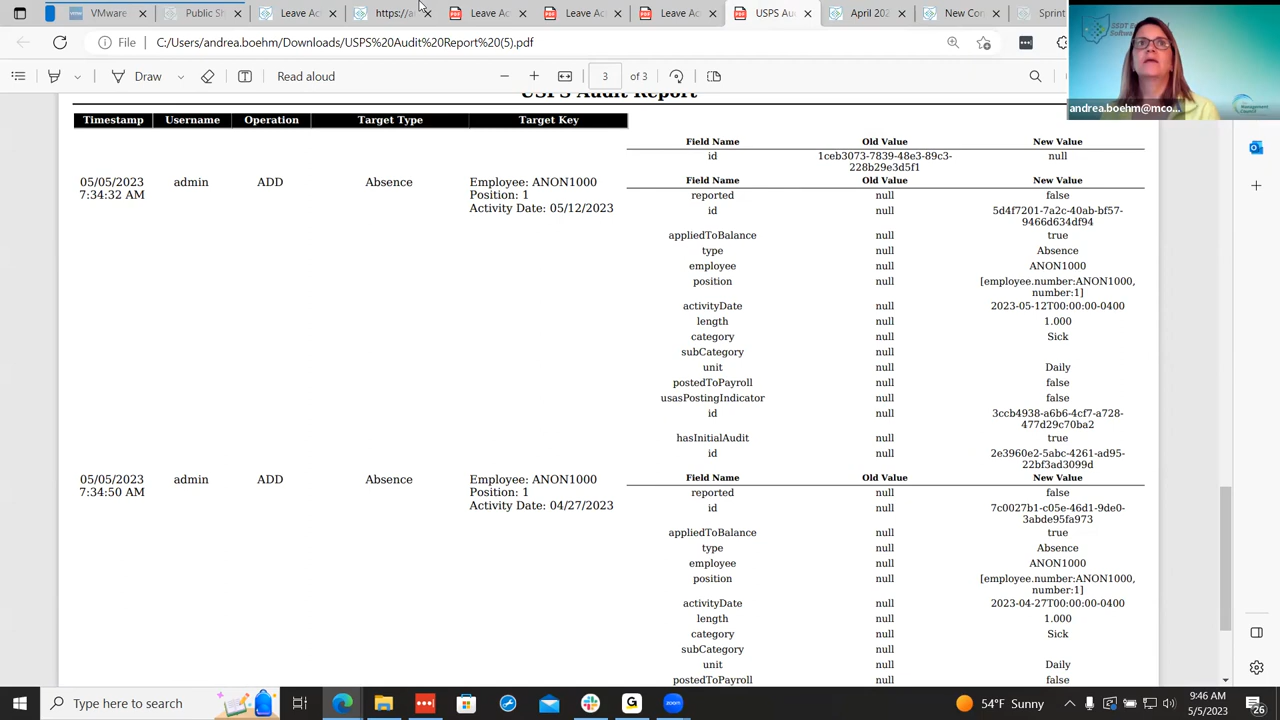 VMware
Public Sh
Leave Ac
https://a
Leave Ac
Leave Ac
Leave Ac
USPS Au
April 202
New Con
Sprint
File
C:/Users/andrea.boehm/Downloads/USPS%20Audit%20Report%20(5).pdf
Draw
Read aloud
3
of 3
andrea.boehm@mco...
USPS Audit Report
Timestamp Username Operation Target Type Target Key
Field Name Old Value New Value
id 1ceb3073-7839-48e3-89c3- null
228b29e3d5f1
05/05/2023 admin ADD Absence Employee: ANON1000
7:34:32 AM Position: 1
Activity Date: 05/12/2023
Field Name Old Value New Value
reported null false
id null 5d4f7201-7a2c-40ab-bf57-
9466d634df94
appliedToBalance null true
type null Absence
employee null ANON1000
position null [employee.number:ANON1000,
number:1]
activityDate null 2023-05-12T00:00:00-0400
length null 1.000
category null Sick
subCategory null
unit null Daily
postedToPayroll null false
usasPostingIndicator null false
id null 3ccb4938-a6b6-4cf7-a728-
477d29c70ba2
hasInitialAudit null true
id null 2e3960e2-5abc-4261-ad95-
22bf3ad3099d
05/05/2023 admin ADD Absence Employee: ANON1000
7:34:50 AM Position: 1
Activity Date: 04/27/2023
Field Name Old Value New Value
reported null false
id null 7c0027b1-c05e-46d1-9de0-
3abde95fa973
appliedToBalance null true
type null Absence
employee null ANON1000
position null [employee.number:ANON1000,
number:1]
activityDate null 2023-04-27T00:00:00-0400
length null 1.000
category null Sick
subCategory null
unit null Daily
postedToPayroll null false
Type here to search
54°F Sunny
9:46 AM
5/5/2023
26